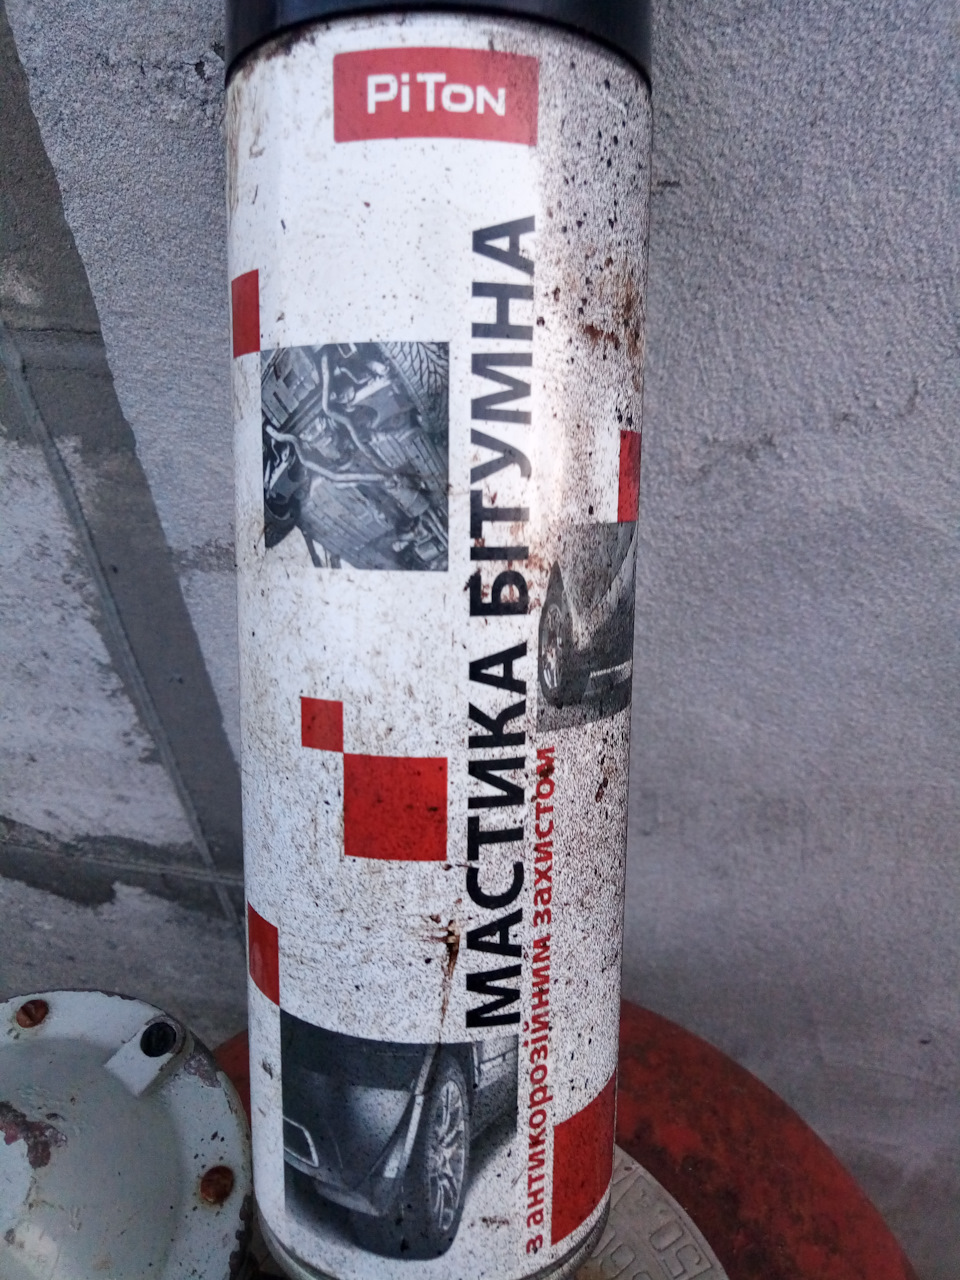 PiTon
МАСТИКА БІТУМНА
з антикорозійним захистом